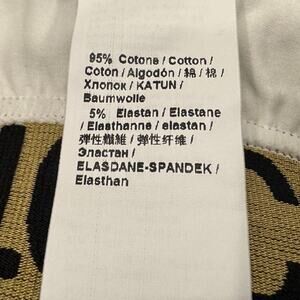 95% Cotone / Cotton /
Coton / Algodón / 綿 / 棉 /
Хлопок / KATUN /
Baumwolle
5% Elastan / Elastane
/ Elasthanne / elastan /
弹性纖維 / 弹性纤维 /
Эластан /
ELASDANE-SPANDEK /
Elasthan